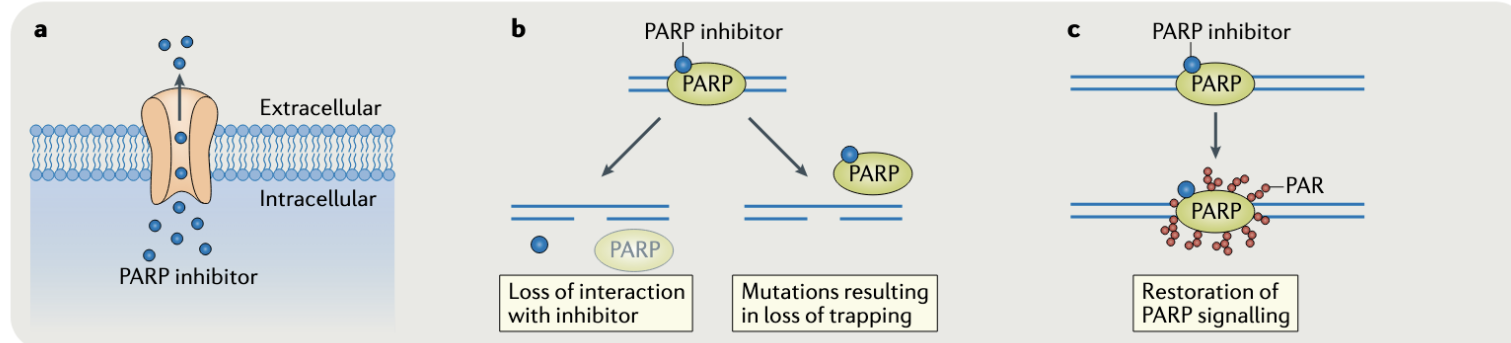 a
Extracellular
Intracellular
PARP inhibitor
b
PARP inhibitor
PARP
PARP
PARP
Loss of interaction
with inhibitor
Mutations resulting
in loss of trapping
c
PARP inhibitor
PARP
PAR
PARP
Restoration of
PARP signalling